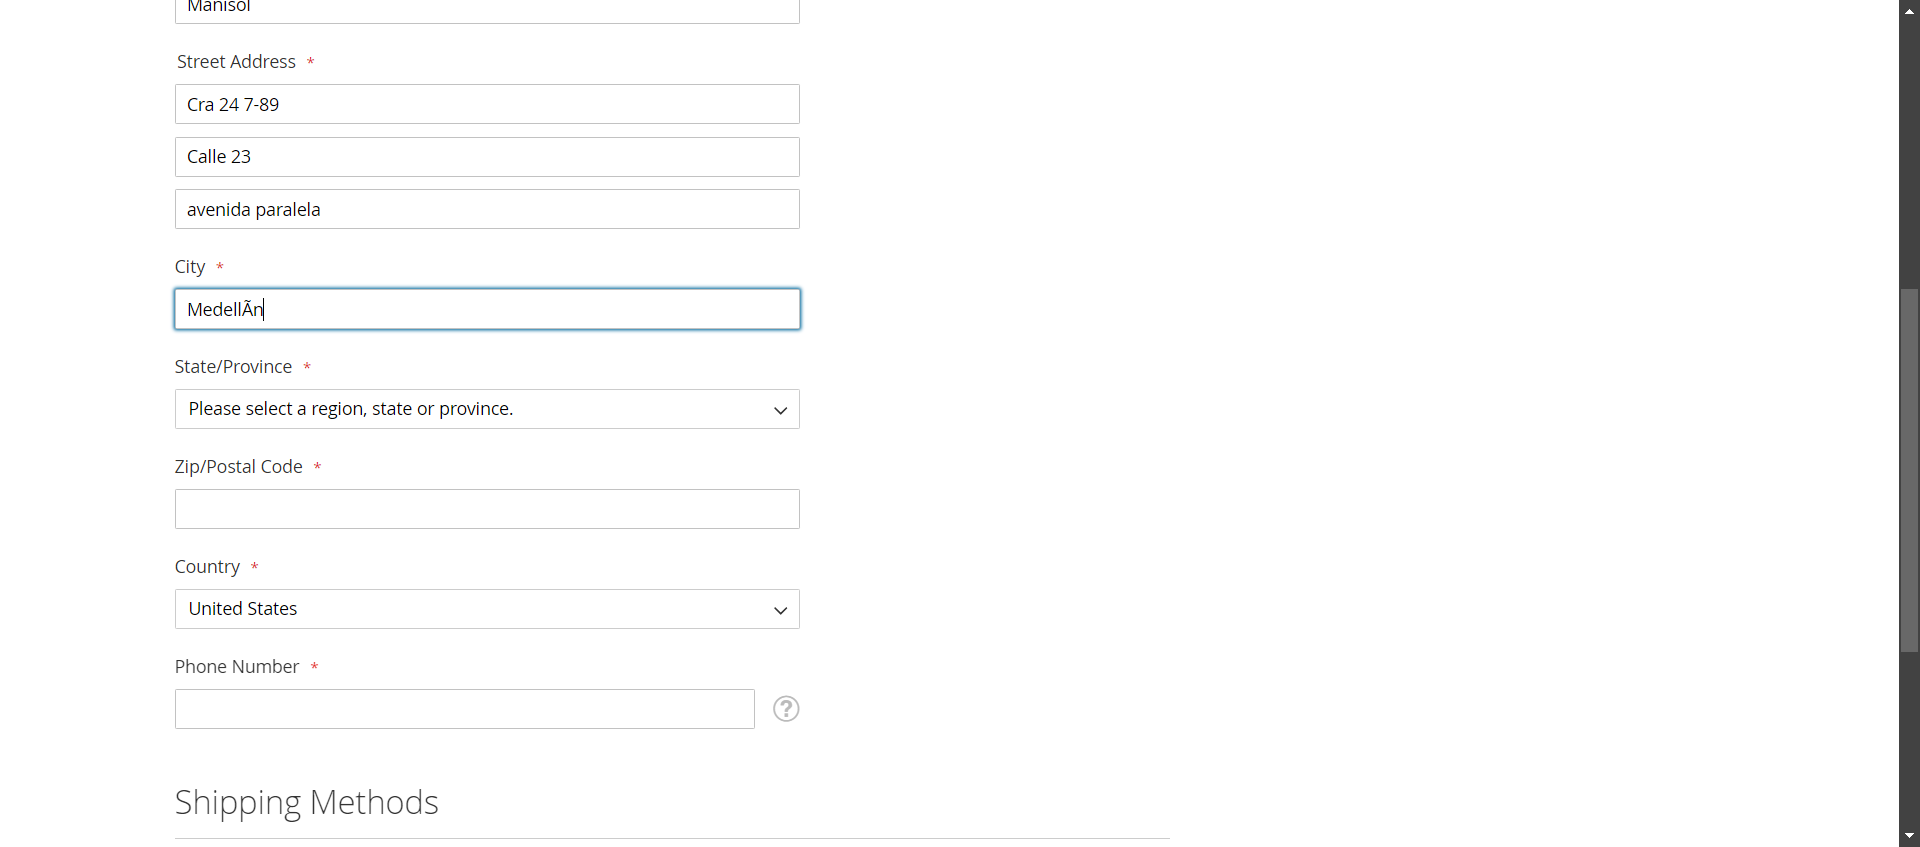 Manisol
Street Address *
Cra 24 7-89
Calle 23
avenida paralela
City *
MedellÃn
State/Province *
Please select a region, state or province.
Zip/Postal Code *
Country *
United States
Phone Number *
?
Shipping Methods